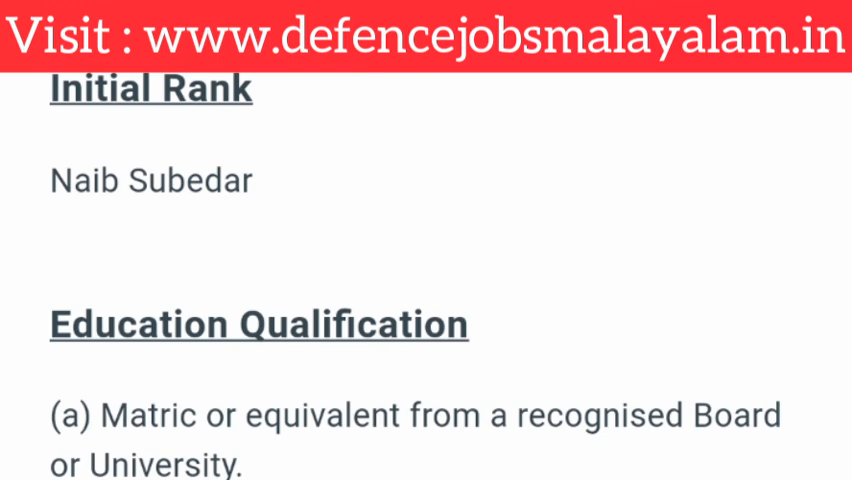 Visit : www.defencejobsmalayalam.in
Initial Rank
Naib Subedar
Education Qualification
(a) Matric or equivalent from a recognised Board
or University.